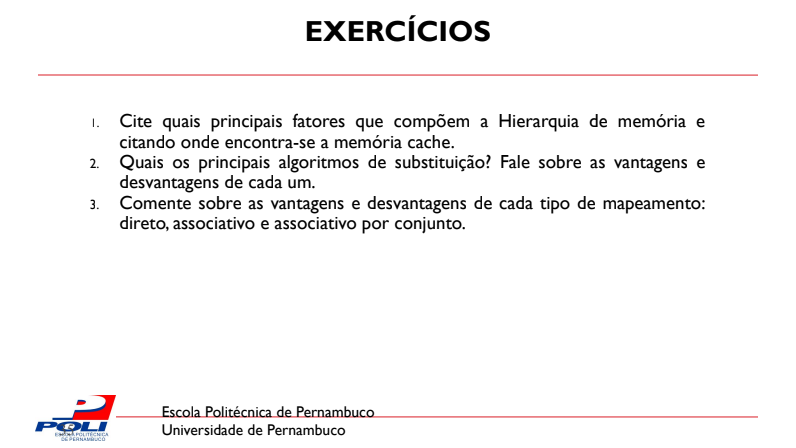 EXERCÍCIOS
1. Cite quais principais fatores que compõem a Hierarquia de memória e
citando onde encontra-se a memória cache.
2. Quais os principais algoritmos de substituição? Fale sobre as vantagens e
desvantagens de cada um.
3. Comente sobre as vantagens e desvantagens de cada tipo de mapeamento:
direto, associativo e associativo por conjunto.
POLI
ESCOLA POLITÉCNICA
DE PERNAMBUCO
Escola Politécnica de Pernambuco
Universidade de Pernambuco